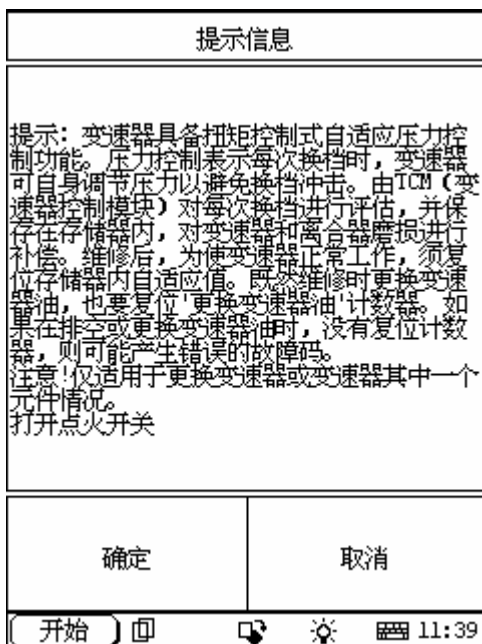 提示信息
提示: 变速器具备扭矩控制式自适应压力控
制功能。压力控制表示每次换档时, 变速器
可自身调节压力以避免换档冲击。由TCM(变
速器控制模块)对每次换档进行评估, 并保
存在存储器内, 对变速器和离合器磨损进行
补偿。维修后, 为使变速器正常工作, 须复
位存储器内自适应值。既然维修时更换变速
器油, 也要复位'更换变速器油'计数器。如
果在排空或更换变速器油时, 没有复位计数
器, 则可能产生错误的故障码。
注意!仅适用于更换变速器或变速器其中一个
元件情况。
打开点火开关
确定 取消
开始 11:39